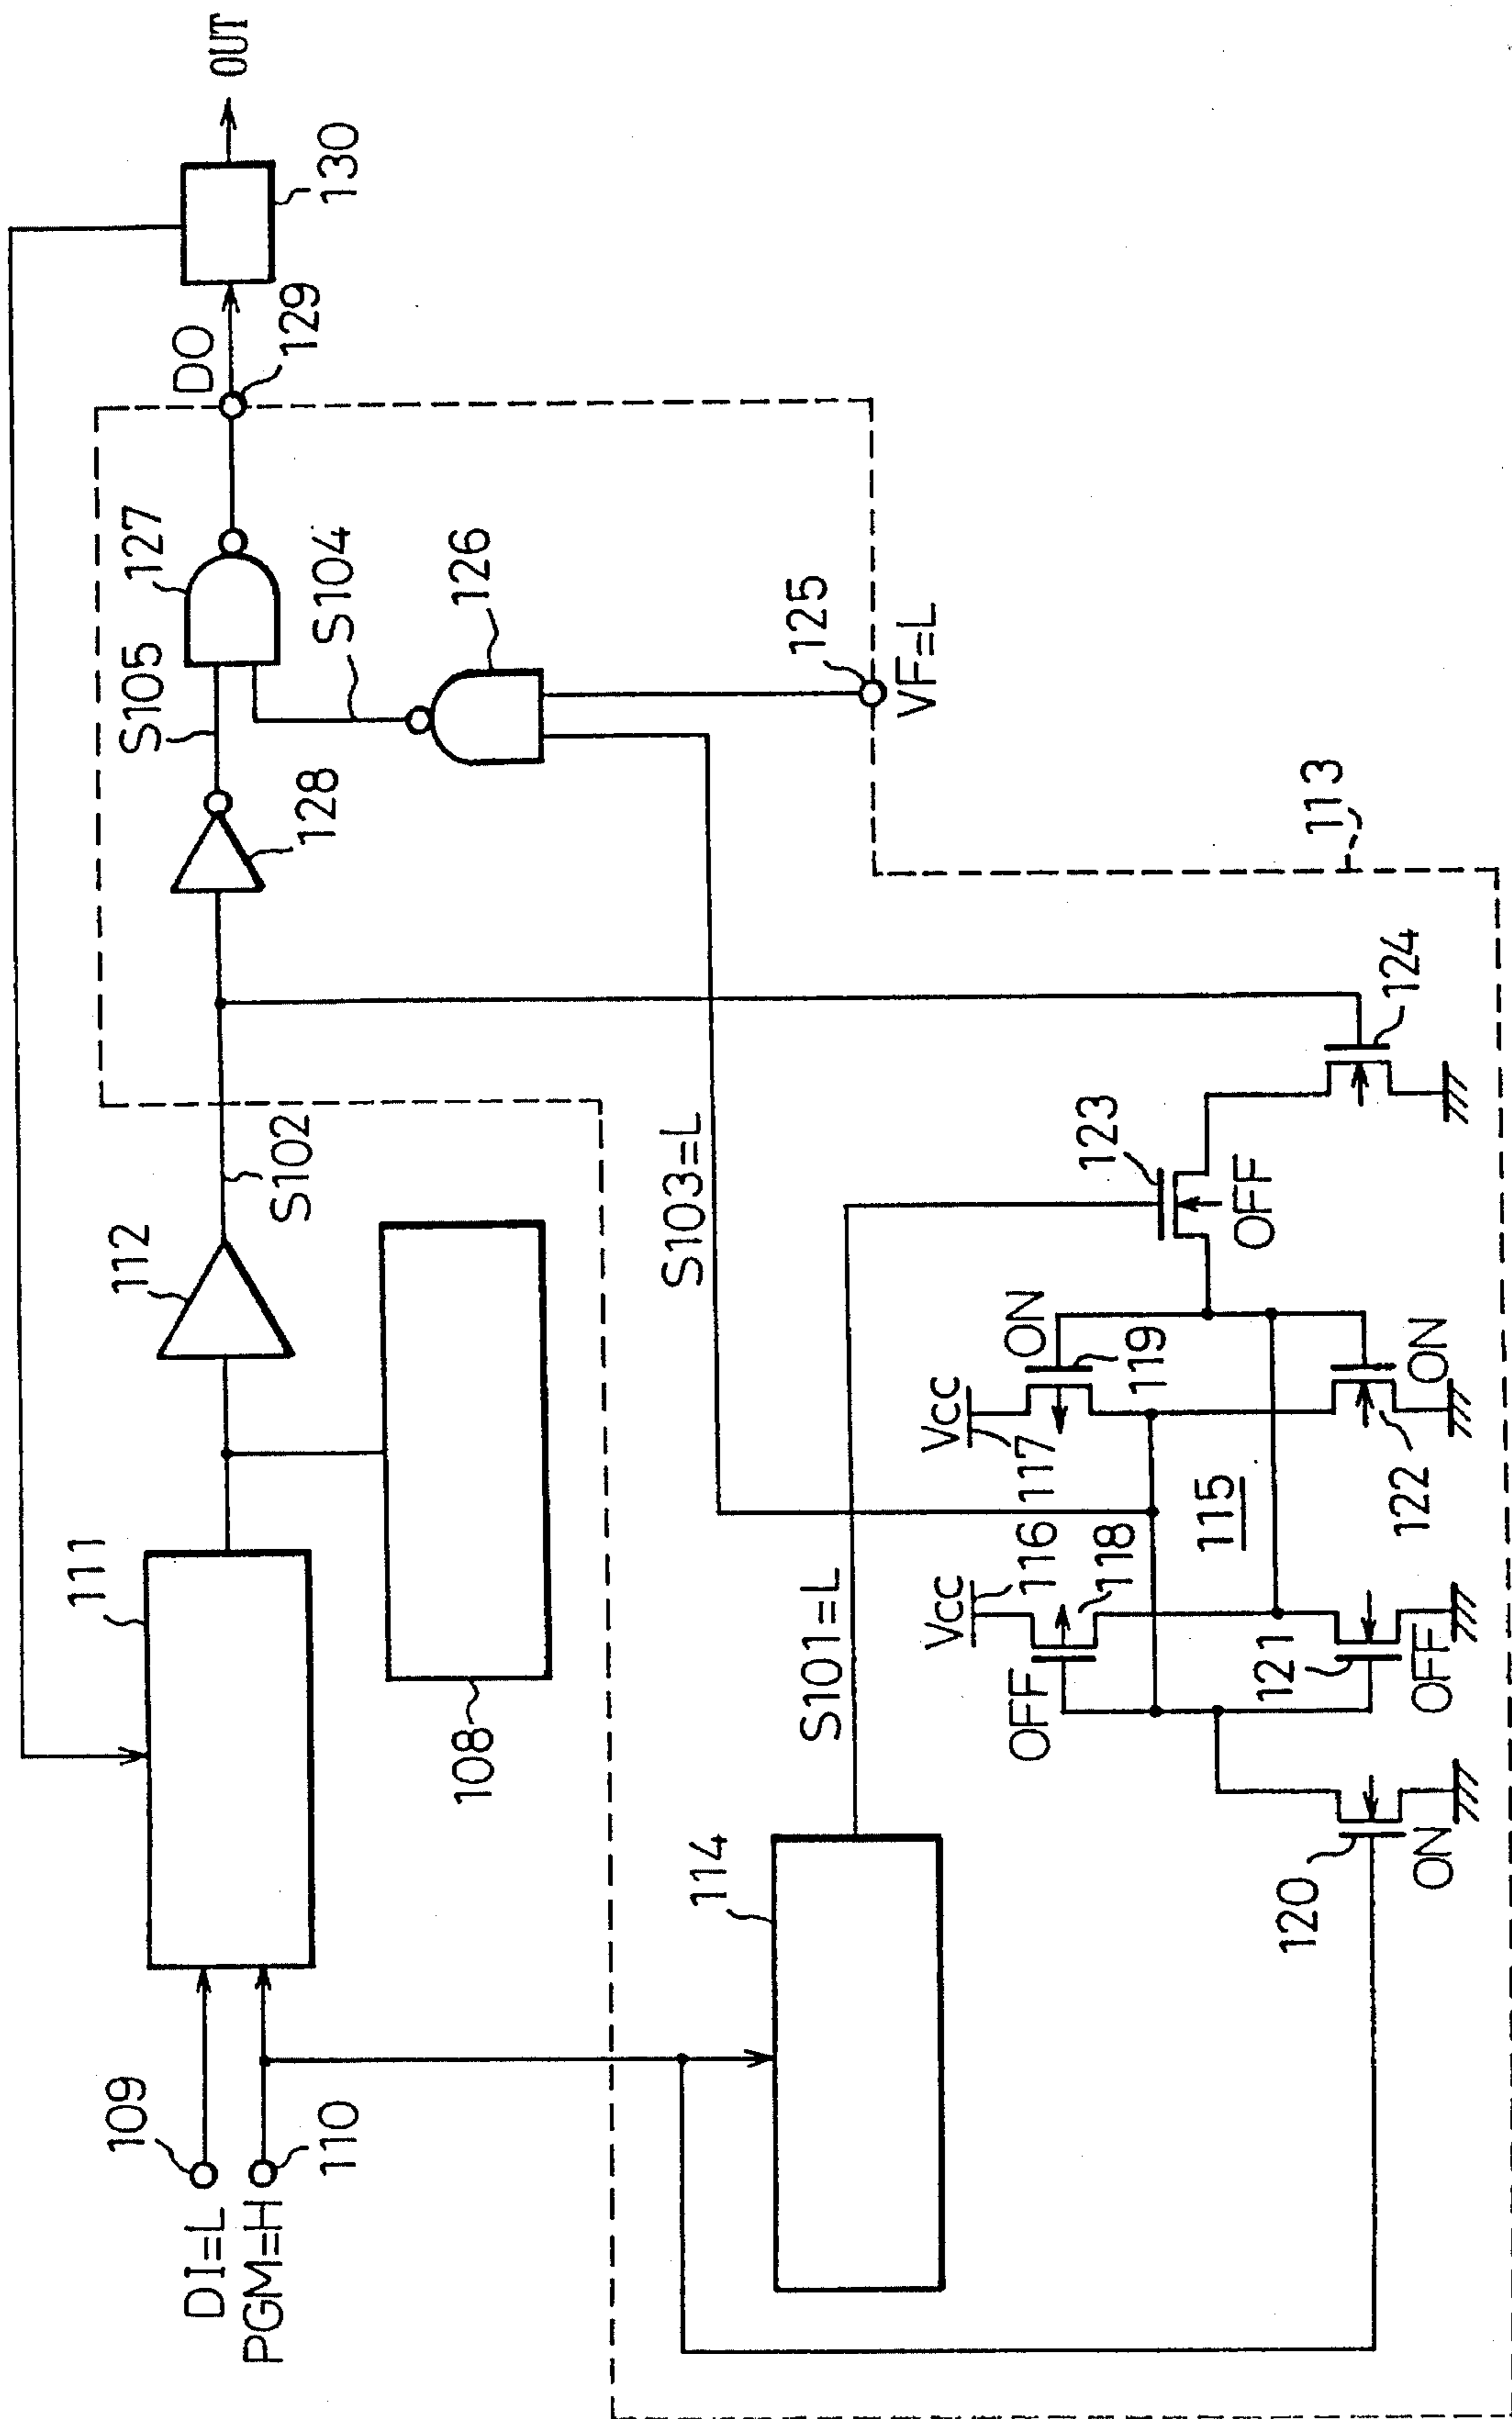 OUT
130
DO
129
127
S104
126
S105
128
125
VF=L
113
S102
112
S103=L
123
OFF
124
111
108
ON
119
Vcc
117
115
122
ON
Vcc
116
118
OFF
121
OFF
S101=L
114
120
ON
109
DI=L
PGM=H
110